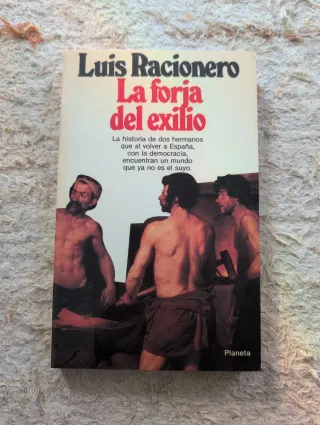 Luis Racionero
La forja
del exilio
La historia de dos hermanos
que al volver a España,
con la democracia,
encuentran un mundo
que ya no es el suyo.
Planeta